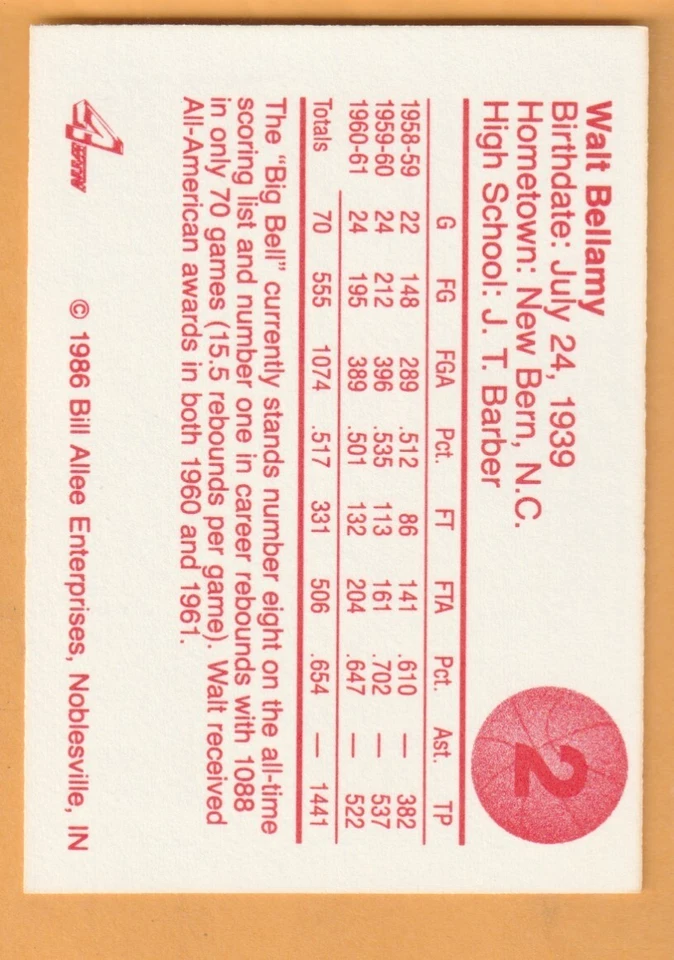 Walt Bellamy
Birthdate: July 24, 1939
Hometown: New Bern, N.C.
High School: J. T. Barber
2
G FG FGA Pct. FT FTA Pct. Ast. TP
1958-59 22 148 289 .512 86 141 .610 — 382
1959-60 24 212 396 .535 113 161 .702 — 537
1960-61 24 195 389 .501 132 204 .647 — 522
Totals 70 555 1074 .517 331 506 .654 — 1441
The "Big Bell" currently stands number eight on the all-time
scoring list and number one in career rebounds with 1088
in only 70 games (15.5 rebounds per game). Walt received
All-American awards in both 1960 and 1961.
© 1986 Bill Allee Enterprises, Noblesville, IN